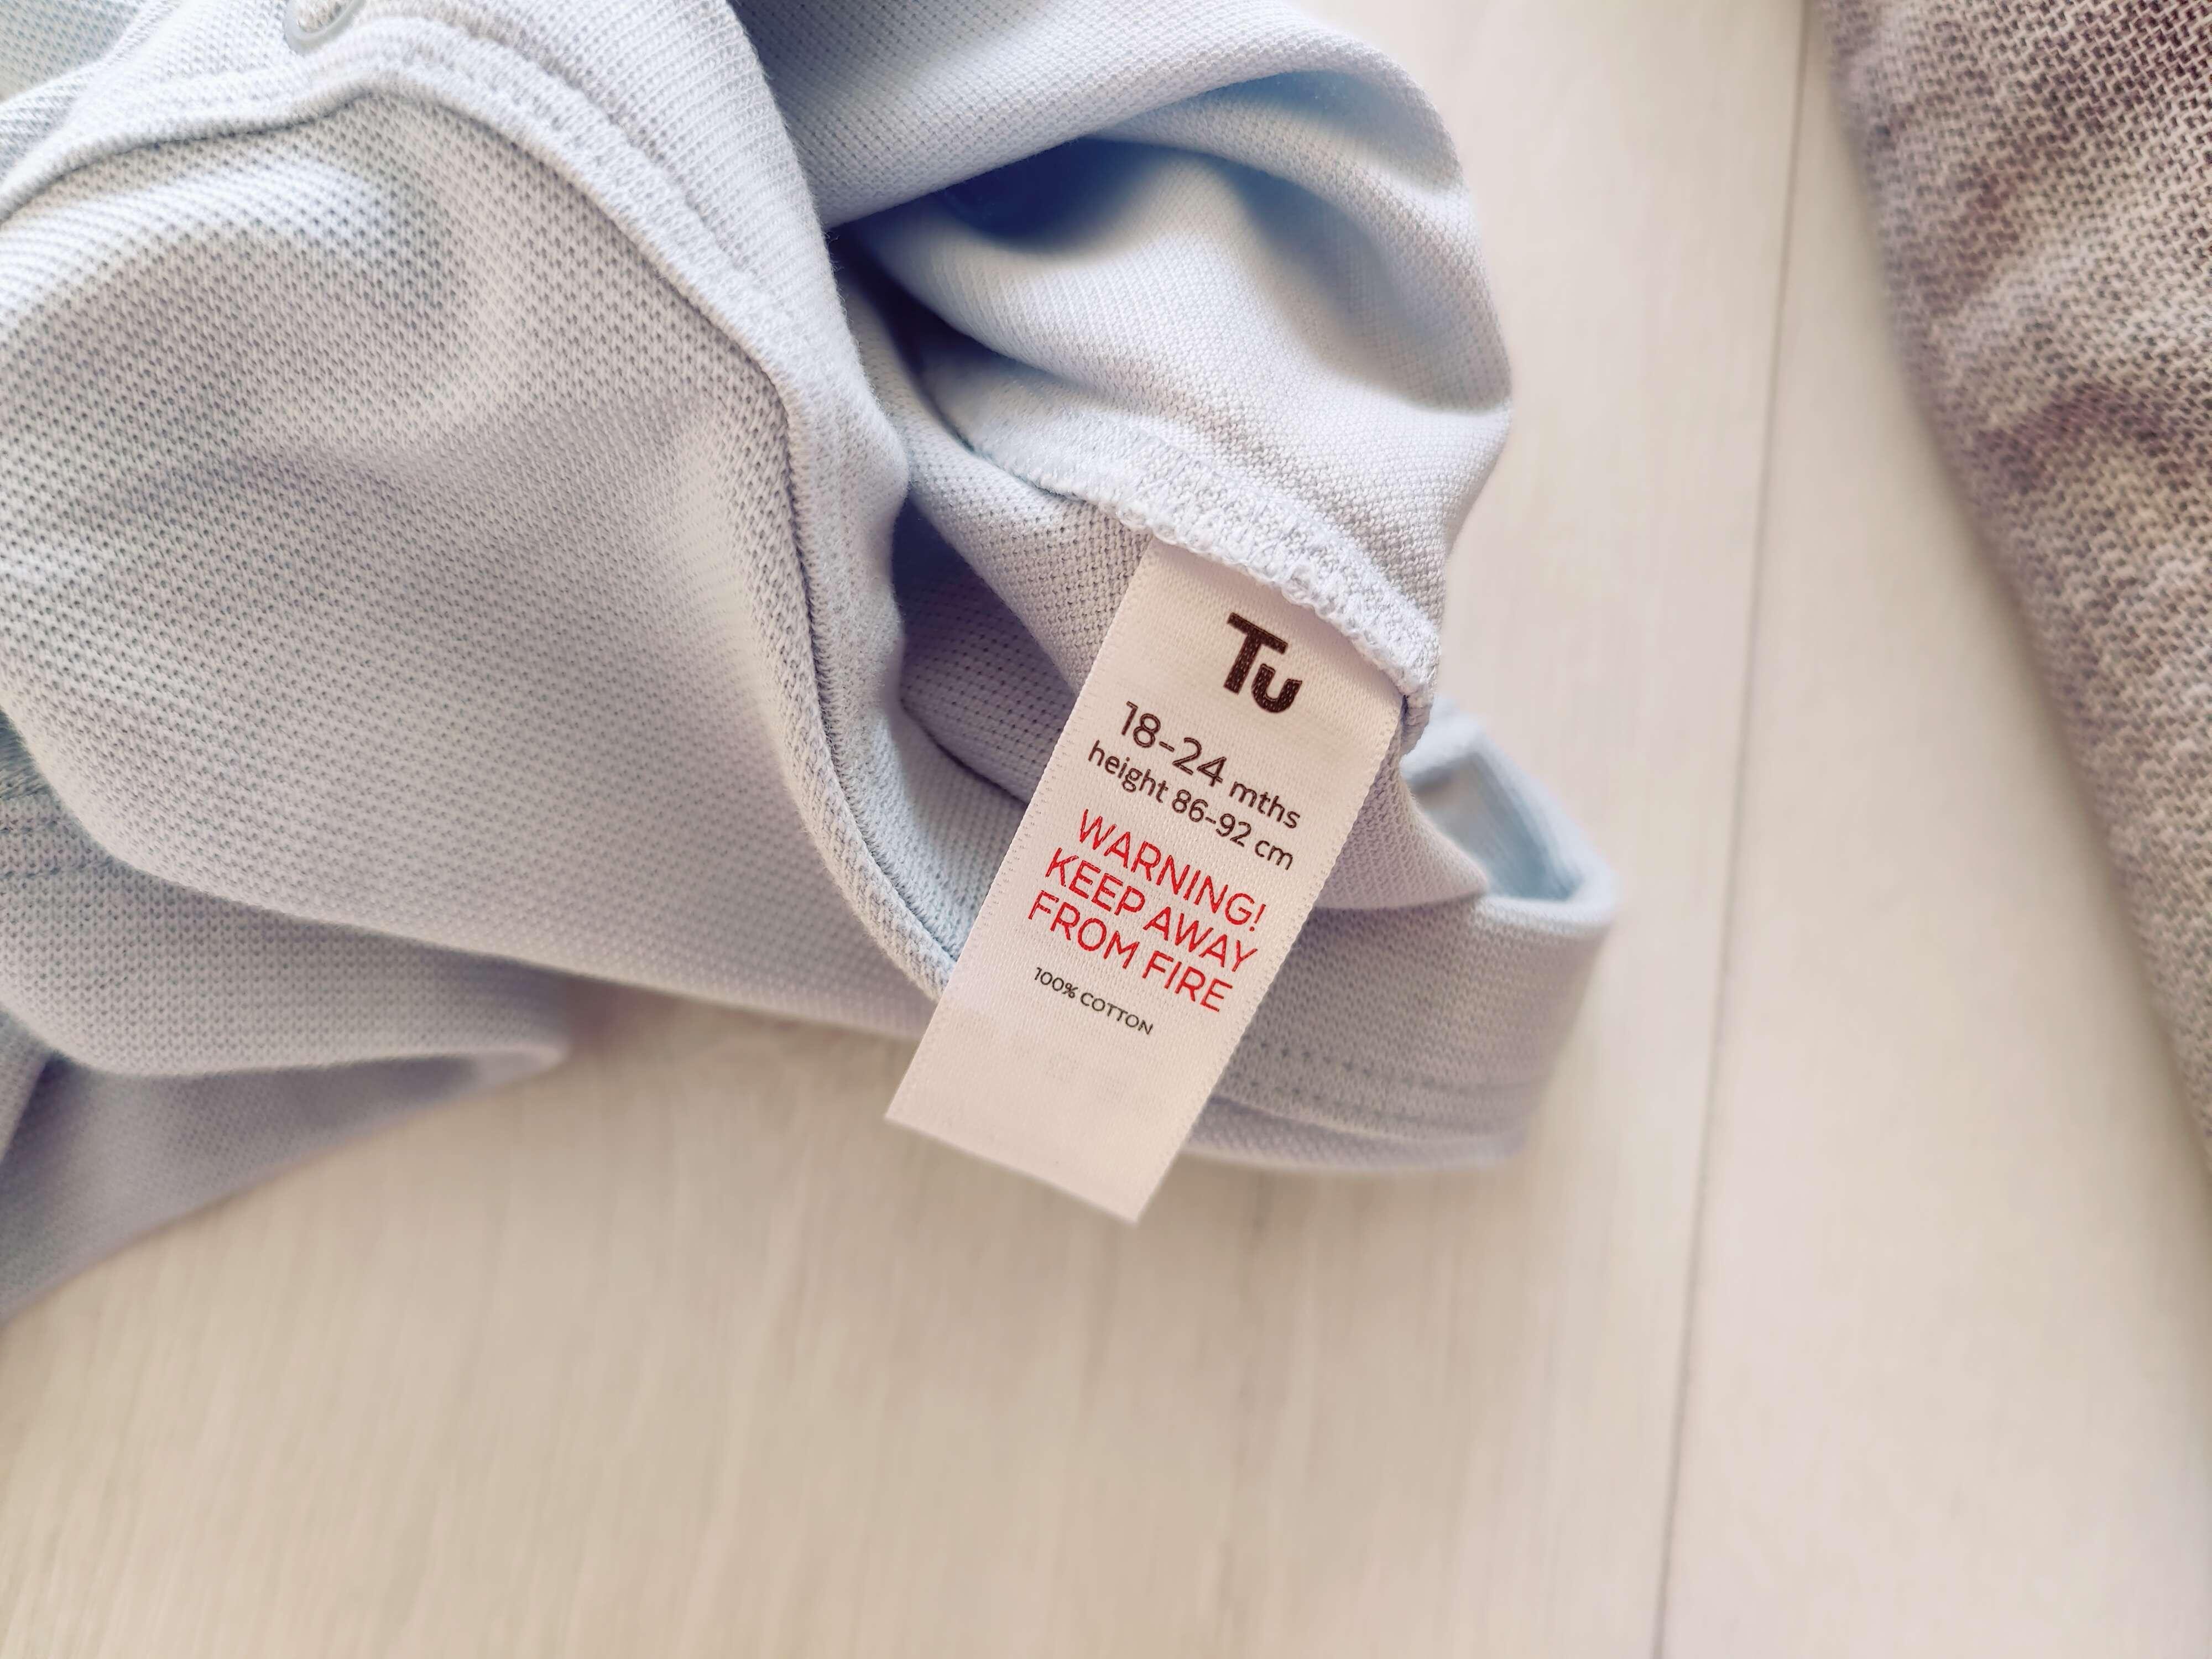 Tu
18-24 mths
height 86-92 cm
WARNING!
KEEP AWAY
FROM FIRE
100% COTTON